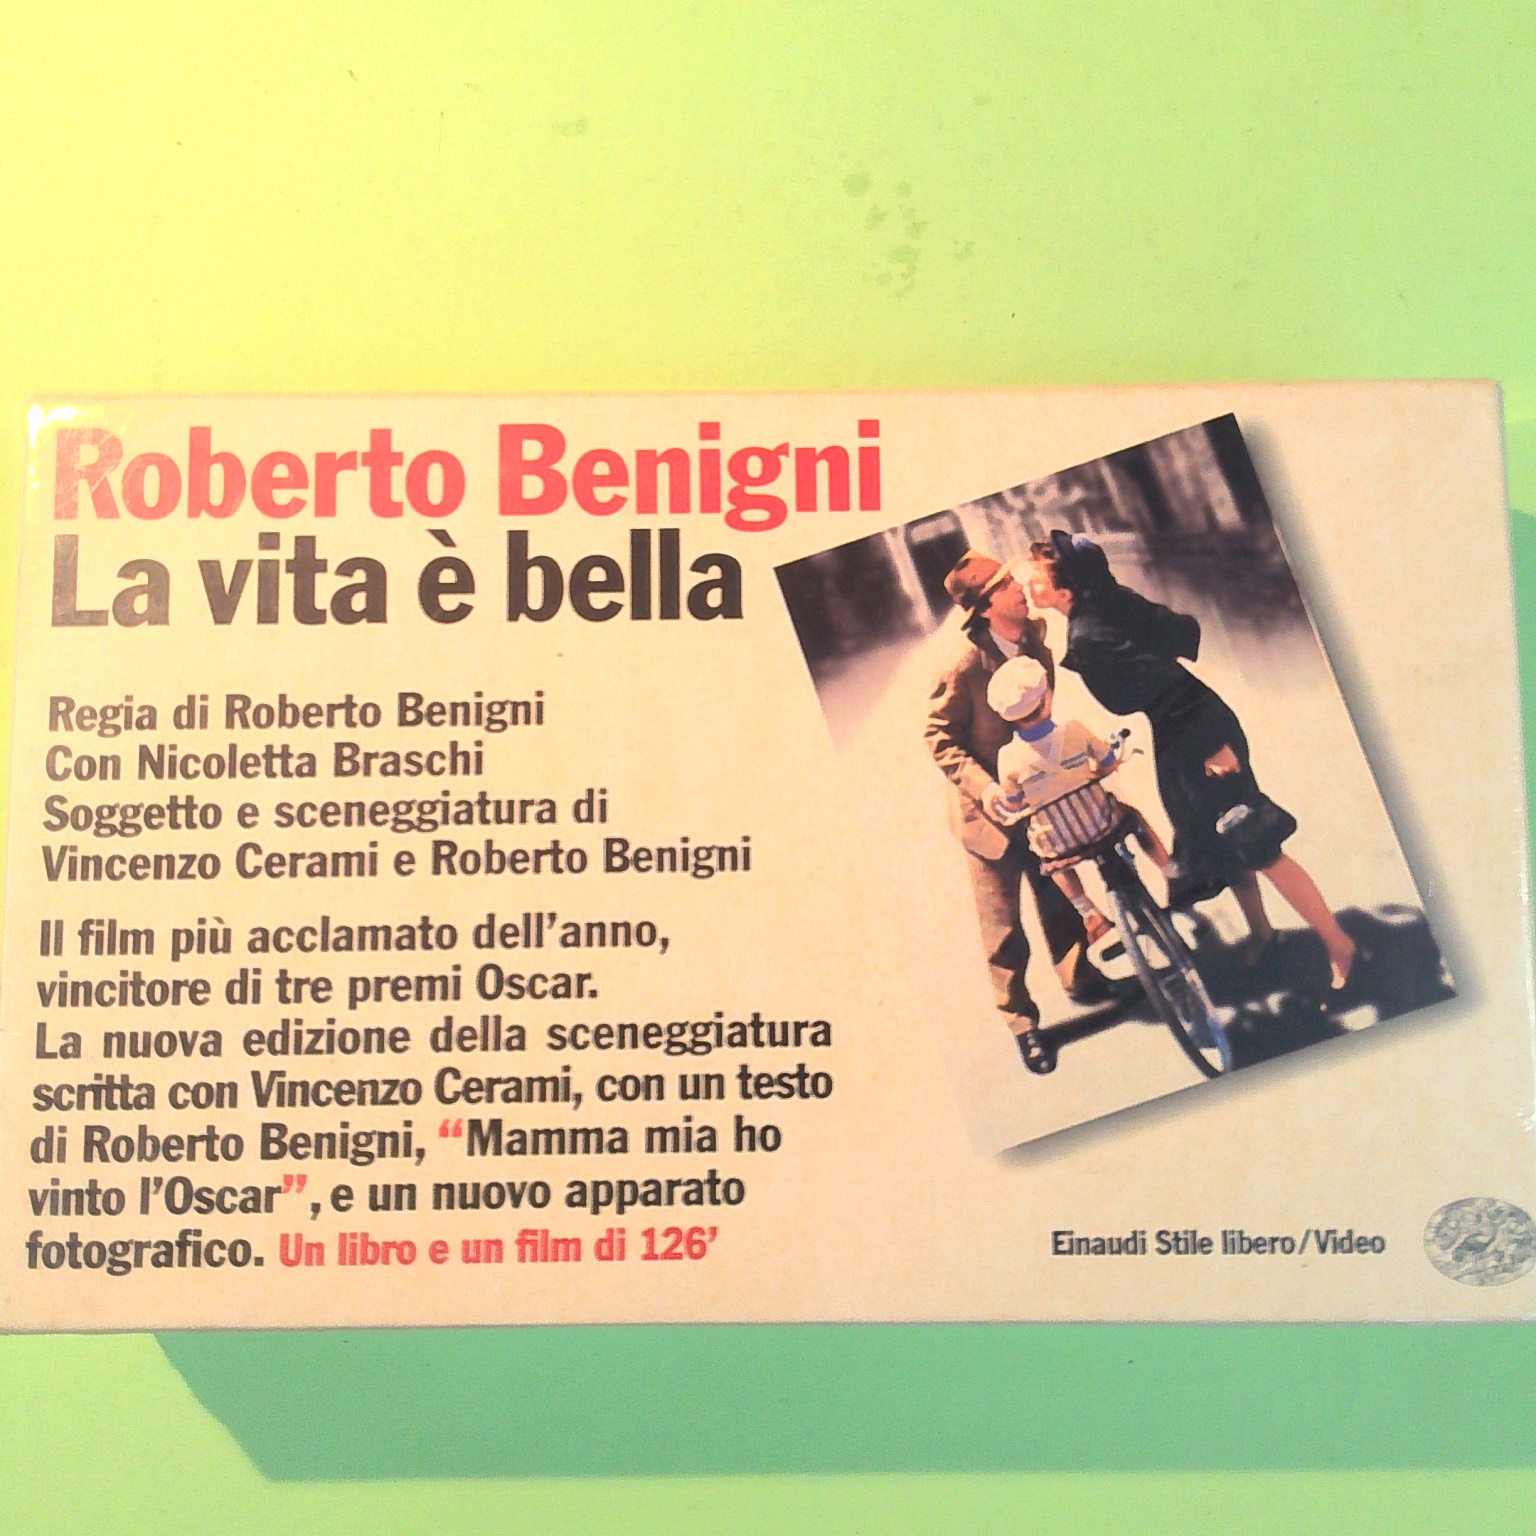 Roberto Benigni
La vita è bella
Regia di Roberto Benigni
Con Nicoletta Braschi
Soggetto e sceneggiatura di
Vincenzo Cerami e Roberto Benigni
Il film più acclamato dell'anno,
vincitore di tre premi Oscar.
La nuova edizione della sceneggiatura
scritta con Vincenzo Cerami, con un testo
di Roberto Benigni, “Mamma mia ho
vinto l'Oscar”, e un nuovo apparato
fotografico. Un libro e un film di 126'
Einaudi Stile libero/Video